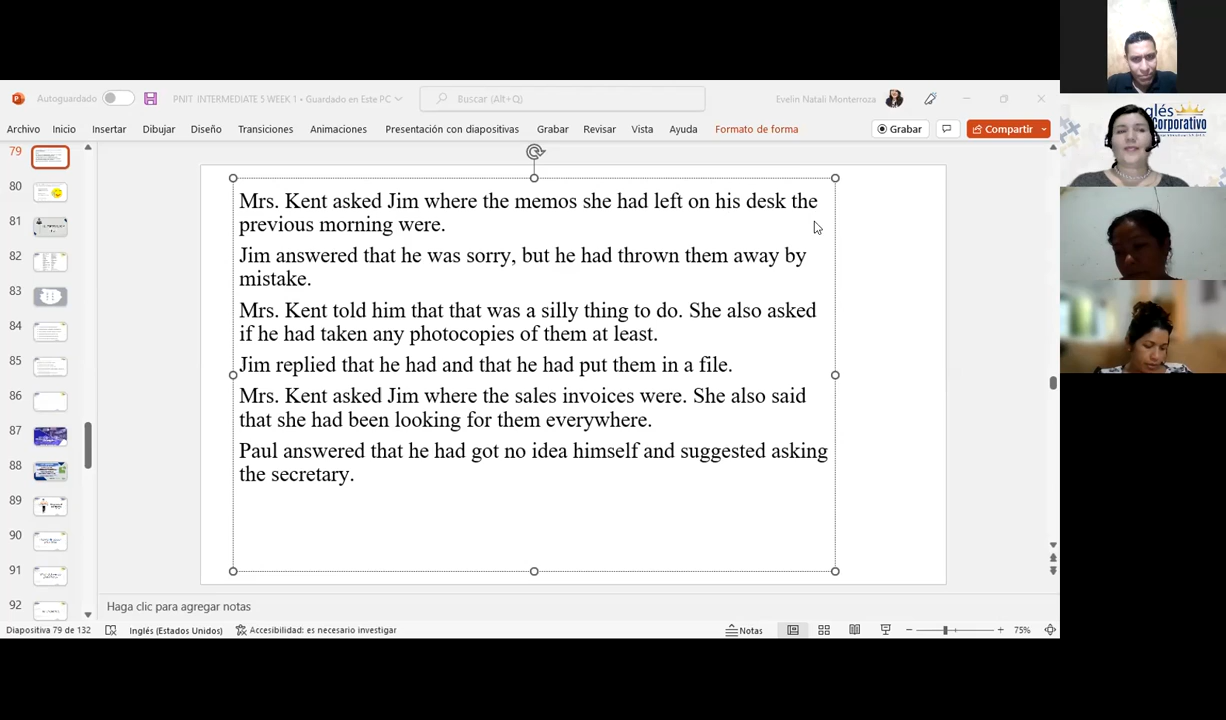 Autoguardado
PNIT INTERMEDIATE 5 WEEK 1 • Guardado en Este PC
Buscar (Alt+Q)
Evelin Natali Monterroza
Archivo Inicio Insertar Dibujar Diseño Transiciones Animaciones Presentación con diapositivas Grabar Revisar Vista Ayuda Formato de forma Grabar Compartir
79
80
81
82
83
84
85
86
87
88
89
90
91
92
Mrs. Kent asked Jim where the memos she had left on his desk the
previous morning were.
Jim answered that he was sorry, but he had thrown them away by
mistake.
Mrs. Kent told him that that was a silly thing to do. She also asked
if he had taken any photocopies of them at least.
Jim replied that he had and that he had put them in a file.
Mrs. Kent asked Jim where the sales invoices were. She also said
that she had been looking for them everywhere.
Paul answered that he had got no idea himself and suggested asking
the secretary.
Haga clic para agregar notas
Diapositiva 79 de 132 Inglés (Estados Unidos) Accesibilidad: es necesario investigar Notas 75%